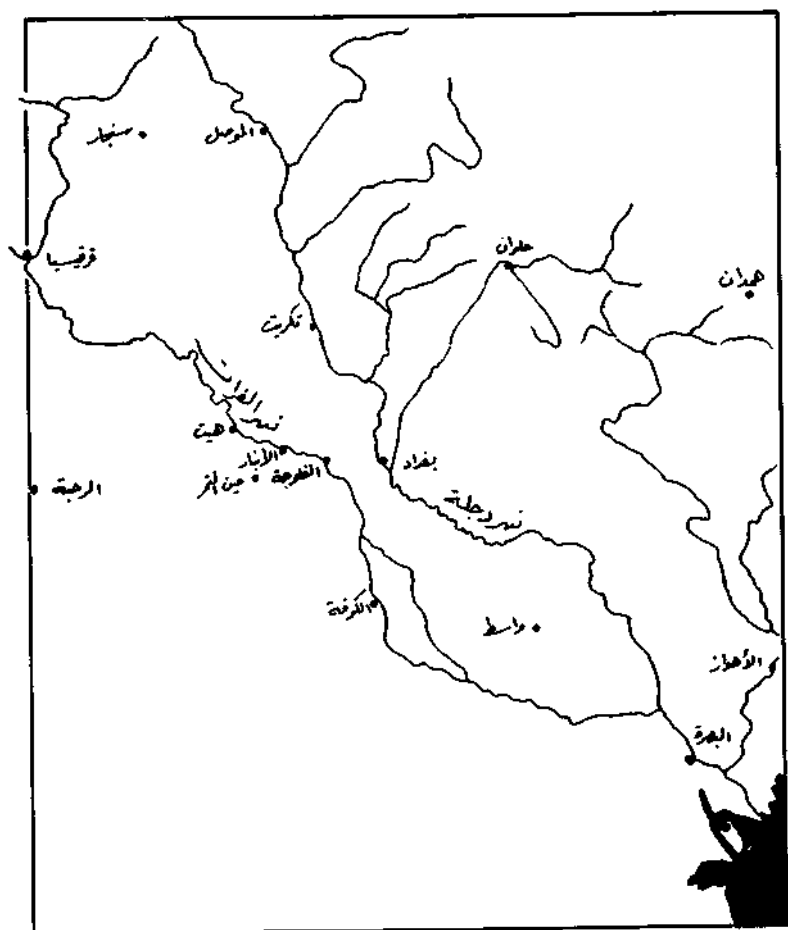 الموصل
سنجار
حلوان
قرقيسيا
همدان
تكريت
نهر الفرات
هيت
الأنبار
الفلوجة
عين التمر
بغداد
الرحبة
نهر دجلة
الكوفة
واسط
الأهواز
البصرة